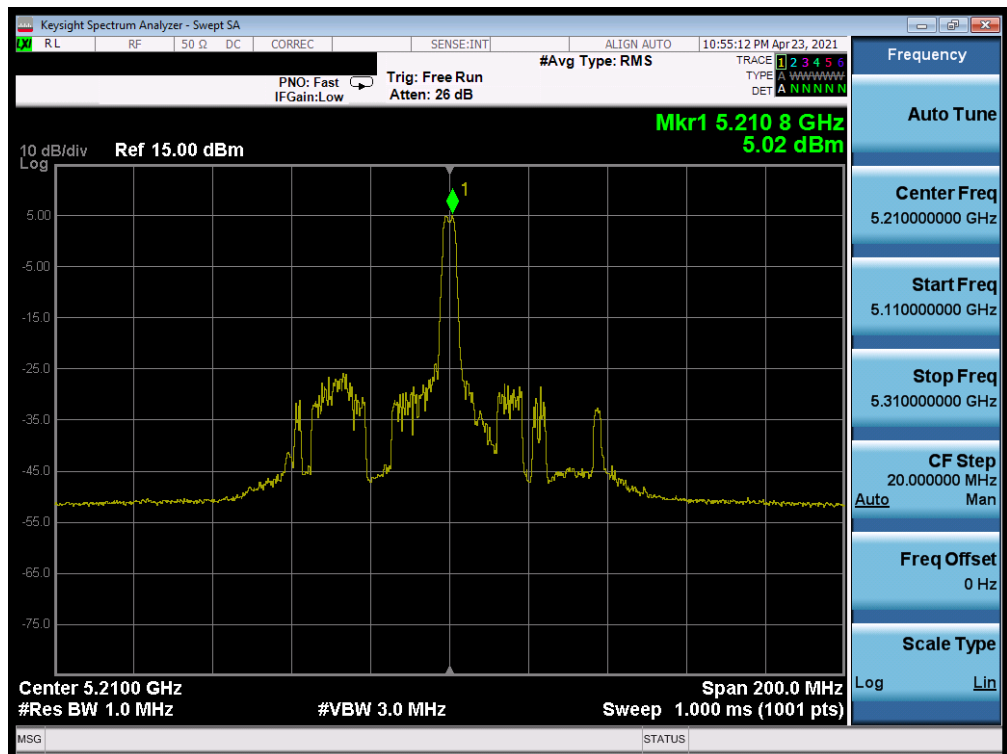 Keysight Spectrum Analyzer - Swept SA
LXI RL RF 50 Ω DC CORREC SENSE:INT ALIGN AUTO 10:55:12 PM Apr 23, 2021
Frequency
#Avg Type: RMS
TRACE 1 2 3 4 5 6
PNO: Fast Trig: Free Run
TYPE A WWWWW
IFGain:Low Atten: 26 dB
DET A N N N N N
Auto Tune
Mkr1 5.210 8 GHz
5.02 dBm
10 dB/div Ref 15.00 dBm
Log
1
5.00
-5.00
-15.0
-25.0
-35.0
-45.0
-55.0
-65.0
-75.0
Center Freq
5.210000000 GHz
Start Freq
5.110000000 GHz
Stop Freq
5.310000000 GHz
CF Step
20.000000 MHz
Auto Man
Freq Offset
0 Hz
Scale Type
Log Lin
Center 5.2100 GHz Span 200.0 MHz
#Res BW 1.0 MHz #VBW 3.0 MHz Sweep 1.000 ms (1001 pts)
MSG STATUS